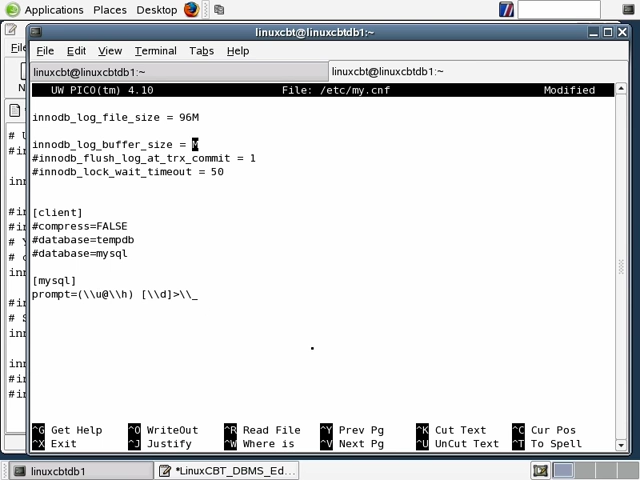 Applications Places Desktop
linuxcbt@linuxcbtdb1:~
File Edit View Terminal Tabs Help
linuxcbt@linuxcbtdb1:~ linuxcbt@linuxcbtdb1:~
UW PICO(tm) 4.10 File: /etc/my.cnf Modified
innodb_log_file_size = 96M
innodb_log_buffer_size = M
#innodb_flush_log_at_trx_commit = 1
#innodb_lock_wait_timeout = 50
[client]
#compress=FALSE
#database=tempdb
#database=mysql
[mysql]
prompt=(\\u@\\h) [\\d]>\\_
^G Get Help ^O WriteOut ^R Read File ^Y Prev Pg ^K Cut Text ^C Cur Pos
^X Exit ^J Justify ^W Where is ^V Next Pg ^U UnCut Text ^T To Spell
linuxcbtdb1 *LinuxCBT_DBMS_Ed...